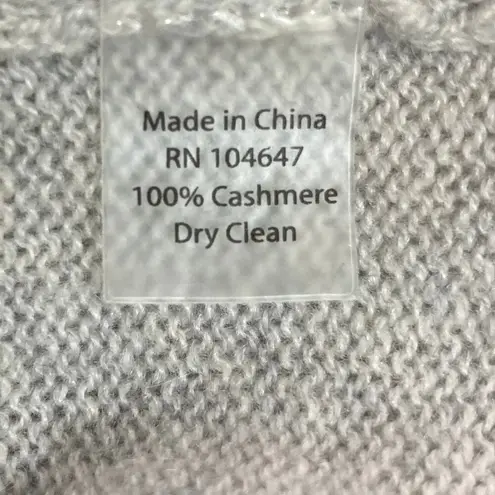 Made in China
RN 104647
100% Cashmere
Dry Clean